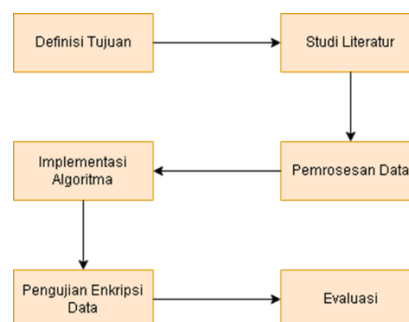 Definisi Tujuan
Studi Literatur
Pemrosesan Data
Implementasi
Algoritma
Pengujian Enkripsi
Data
Evaluasi